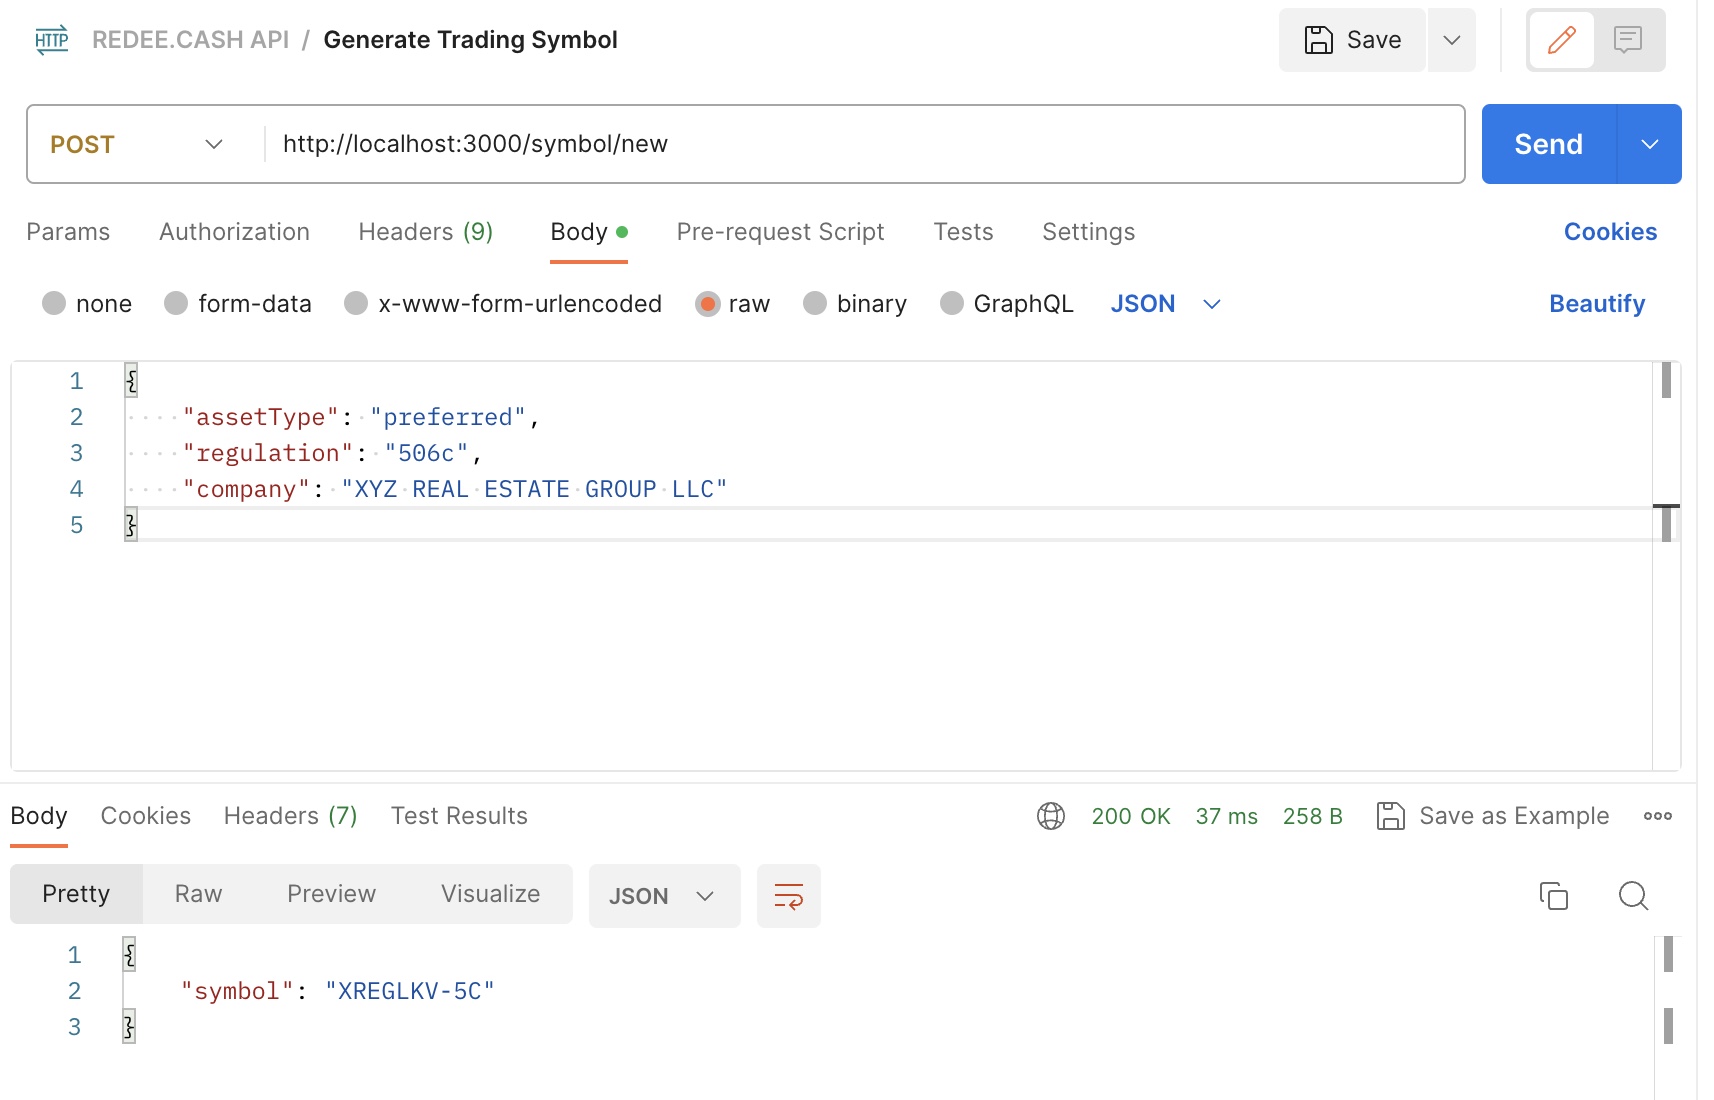 HTTP REDEE.CASH API / Generate Trading Symbol Save
POST http://localhost:3000/symbol/new Send
Params Authorization Headers (9) Body Pre-request Script Tests Settings Cookies
none form-data x-www-form-urlencoded raw binary GraphQL JSON Beautify
1 {
2 "assetType": "preferred",
3 "regulation": "506c",
4 "company": "XYZ REAL ESTATE GROUP LLC"
5 }
Body Cookies Headers (7) Test Results 200 OK 37 ms 258 B Save as Example
Pretty Raw Preview Visualize JSON
1 {
2 "symbol": "XREGLKV-5C"
3 }